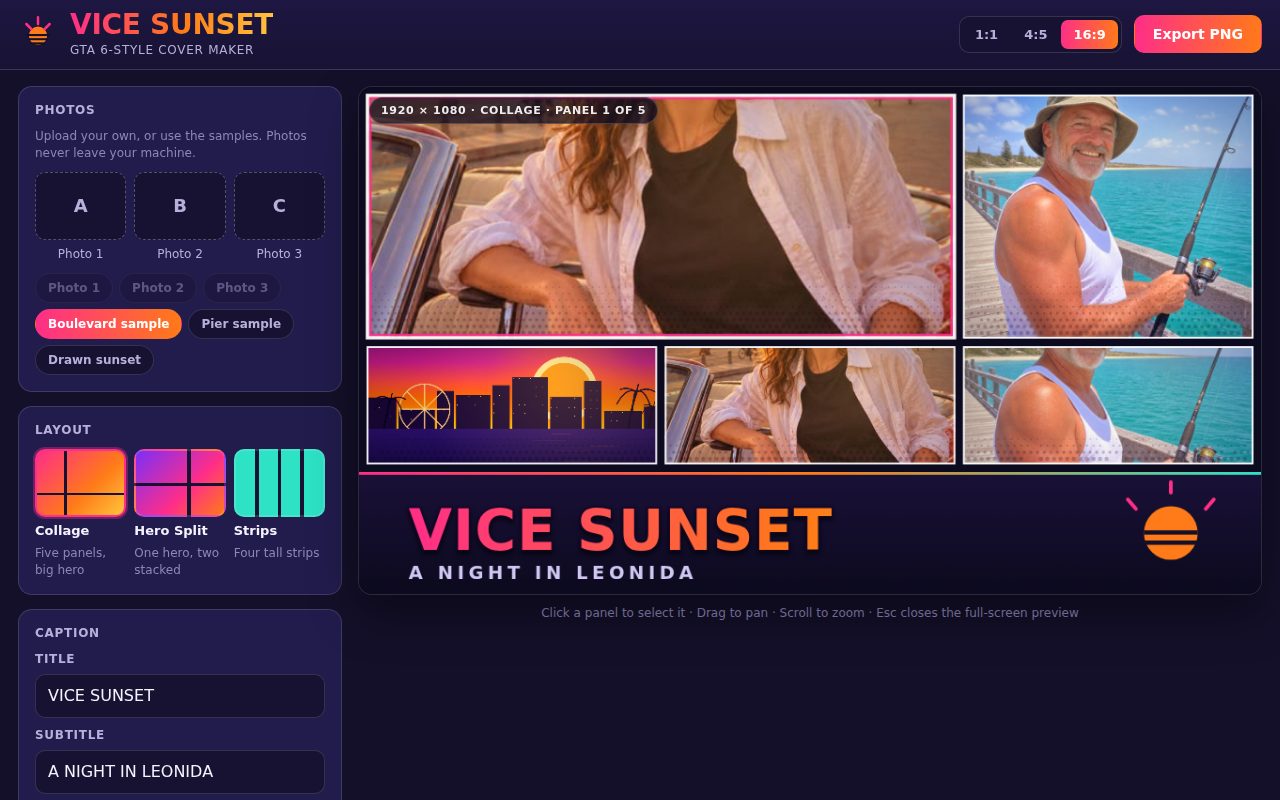 VICE SUNSET
GTA 6-STYLE COVER MAKER
1:1
4:5
16:9
Export PNG
PHOTOS
Upload your own, or use the samples. Photos
never leave your machine.
A
B
C
Photo 1
Photo 2
Photo 3
Photo 1
Photo 2
Photo 3
Boulevard sample
Pier sample
Drawn sunset
LAYOUT
Collage
Five panels,
big hero
Hero Split
One hero, two
stacked
Strips
Four tall strips
CAPTION
TITLE
VICE SUNSET
SUBTITLE
A NIGHT IN LEONIDA
1920 × 1080 · COLLAGE · PANEL 1 OF 5
VICE SUNSET
A NIGHT IN LEONIDA
Click a panel to select it · Drag to pan · Scroll to zoom · Esc closes the full-screen preview